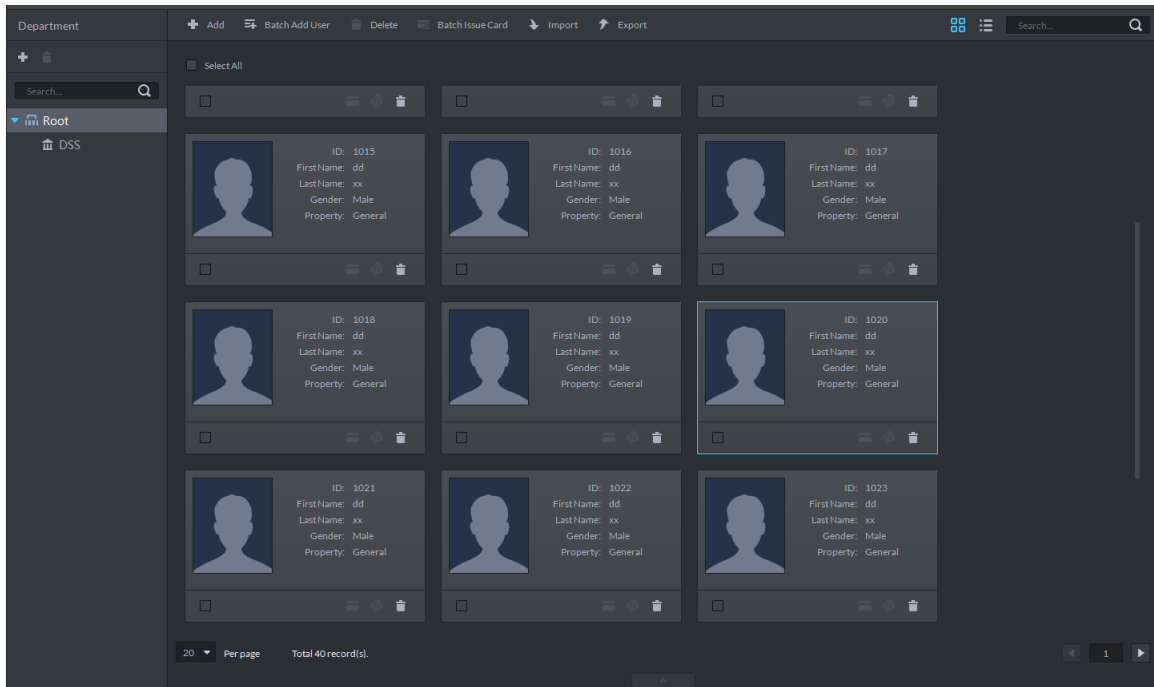 Department
Add Batch Add User Delete Batch Issue Card Import Export Search...
Select All
Search...
Root
DSS
ID: 1015
First Name: dd
Last Name: xx
Gender: Male
Property: General
ID: 1016
First Name: dd
Last Name: xx
Gender: Male
Property: General
ID: 1017
First Name: dd
Last Name: xx
Gender: Male
Property: General
ID: 1018
First Name: dd
Last Name: xx
Gender: Male
Property: General
ID: 1019
First Name: dd
Last Name: xx
Gender: Male
Property: General
ID: 1020
First Name: dd
Last Name: xx
Gender: Male
Property: General
ID: 1021
First Name: dd
Last Name: xx
Gender: Male
Property: General
ID: 1022
First Name: dd
Last Name: xx
Gender: Male
Property: General
ID: 1023
First Name: dd
Last Name: xx
Gender: Male
Property: General
20 Per page Total 40 record(s). 1